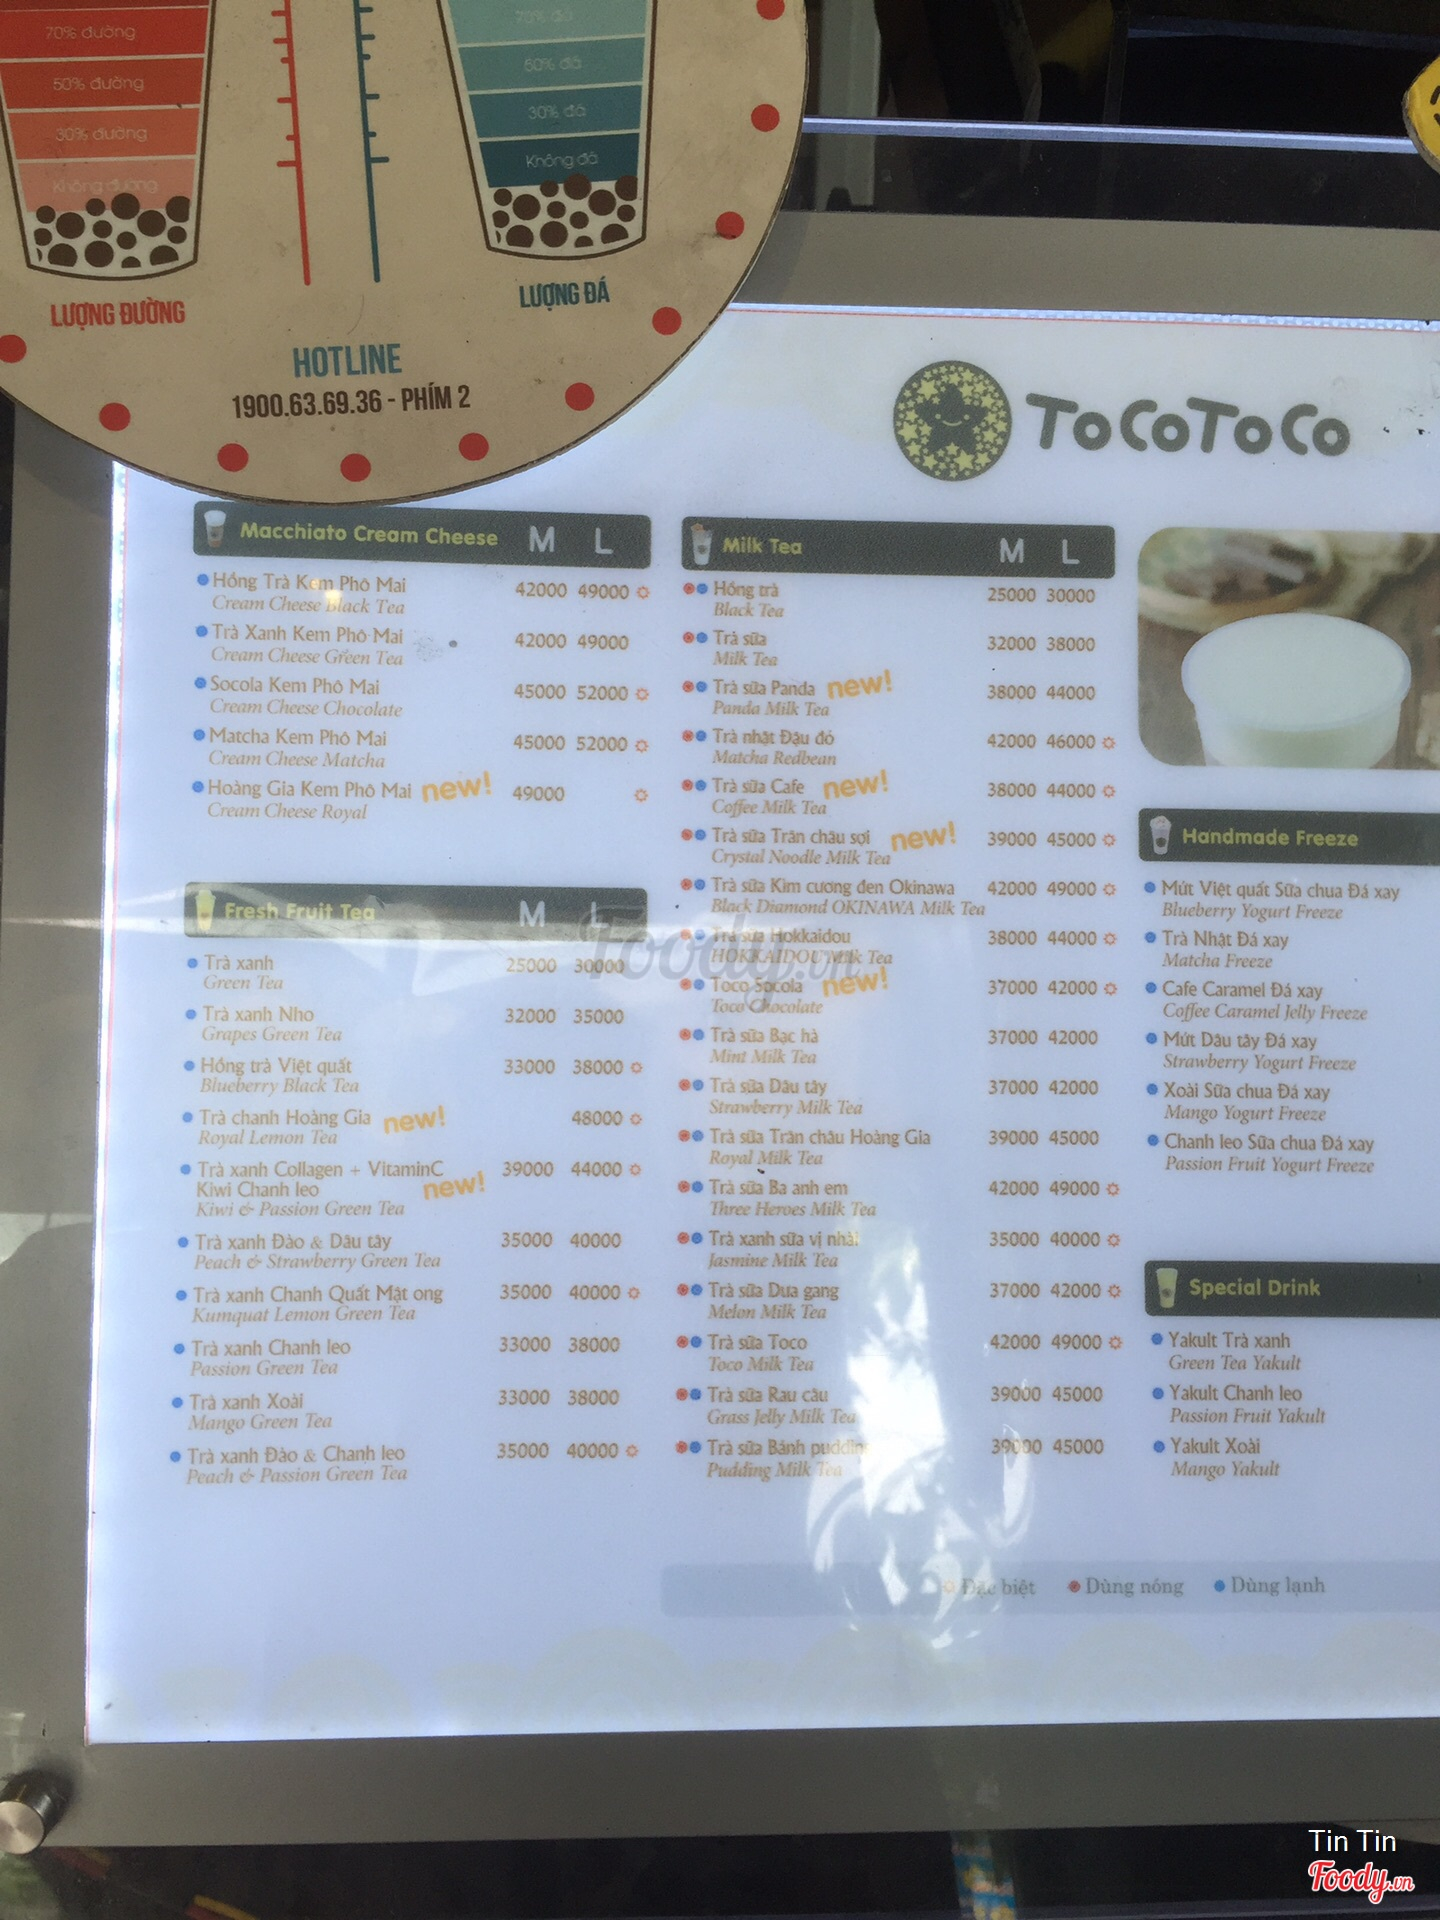 70% đường
50% đường
30% đường
Không đường
70% đá
50% đá
30% đá
Không đá
LƯỢNG ĐƯỜNG
LƯỢNG ĐÁ
HOTLINE
1900.63.69.36 - PHÍM 2
ToCoToCo
Macchiato Cream Cheese M L
Hồng Trà Kem Phô Mai 42000 49000
Cream Cheese Black Tea
Trà Xanh Kem Phô Mai 42000 49000
Cream Cheese Green Tea
Socola Kem Phô Mai 45000 52000
Cream Cheese Chocolate
Matcha Kem Phô Mai 45000 52000
Cream Cheese Matcha
Hoàng Gia Kem Phô Mai new! 49000
Cream Cheese Royal
Fresh Fruit Tea M L
Trà xanh 25000 30000
Green Tea
Trà xanh Nho 32000 35000
Grapes Green Tea
Hồng trà Việt quất 33000 38000
Blueberry Black Tea
Trà chanh Hoàng Gia new! 48000
Royal Lemon Tea
Trà xanh Collagen + VitaminC 39000 44000
Kiwi Chanh leo new!
Kiwi & Passion Green Tea
Trà xanh Đào & Dâu tây 35000 40000
Peach & Strawberry Green Tea
Trà xanh Chanh Quất Mật ong 35000 40000
Kumquat Lemon Green Tea
Trà xanh Chanh leo 33000 38000
Passion Green Tea
Trà xanh Xoài 33000 38000
Mango Green Tea
Trà xanh Đào & Chanh leo 35000 40000
Peach & Passion Green Tea
Milk Tea M L
Hồng trà 25000 30000
Black Tea
Trà sữa 32000 38000
Milk Tea
Trà sữa Panda new! 38000 44000
Panda Milk Tea
Trà nhật Đậu đỏ 42000 46000
Matcha Redbean
Trà sữa Cafe new! 38000 44000
Coffee Milk Tea
Trà sữa Trân châu sợi new! 39000 45000
Crystal Noodle Milk Tea
Trà sữa Kim cương đen Okinawa 42000 49000
Black Diamond OKINAWA Milk Tea
Trà sữa Hokkaidou 38000 44000
HOKKAIDOU Milk Tea
Toco Socola new! 37000 42000
Toco Chocolate
Trà sữa Bạc hà 37000 42000
Mint Milk Tea
Trà sữa Dâu tây 37000 42000
Strawberry Milk Tea
Trà sữa Trân châu Hoàng Gia 39000 45000
Royal Milk Tea
Trà sữa Ba anh em 42000 49000
Three Heroes Milk Tea
Trà xanh sữa vị nhài 35000 40000
Jasmine Milk Tea
Trà sữa Dưa gang 37000 42000
Melon Milk Tea
Trà sữa Toco 42000 49000
Toco Milk Tea
Trà sữa Rau câu 39000 45000
Grass Jelly Milk Tea
Trà sữa Bánh pudding 39000 45000
Pudding Milk Tea
Handmade Freeze
Mứt Việt quất Sữa chua Đá xay
Blueberry Yogurt Freeze
Trà Nhật Đá xay
Matcha Freeze
Cafe Caramel Đá xay
Coffee Caramel Jelly Freeze
Mứt Dâu tây Đá xay
Strawberry Yogurt Freeze
Xoài Sữa chua Đá xay
Mango Yogurt Freeze
Chanh leo Sữa chua Đá xay
Passion Fruit Yogurt Freeze
Special Drink
Yakult Trà xanh
Green Tea Yakult
Yakult Chanh leo
Passion Fruit Yakult
Yakult Xoài
Mango Yakult
Đặc biệt Dùng nóng Dùng lạnh
Foody.vn
Tin Tin
Foody.vn